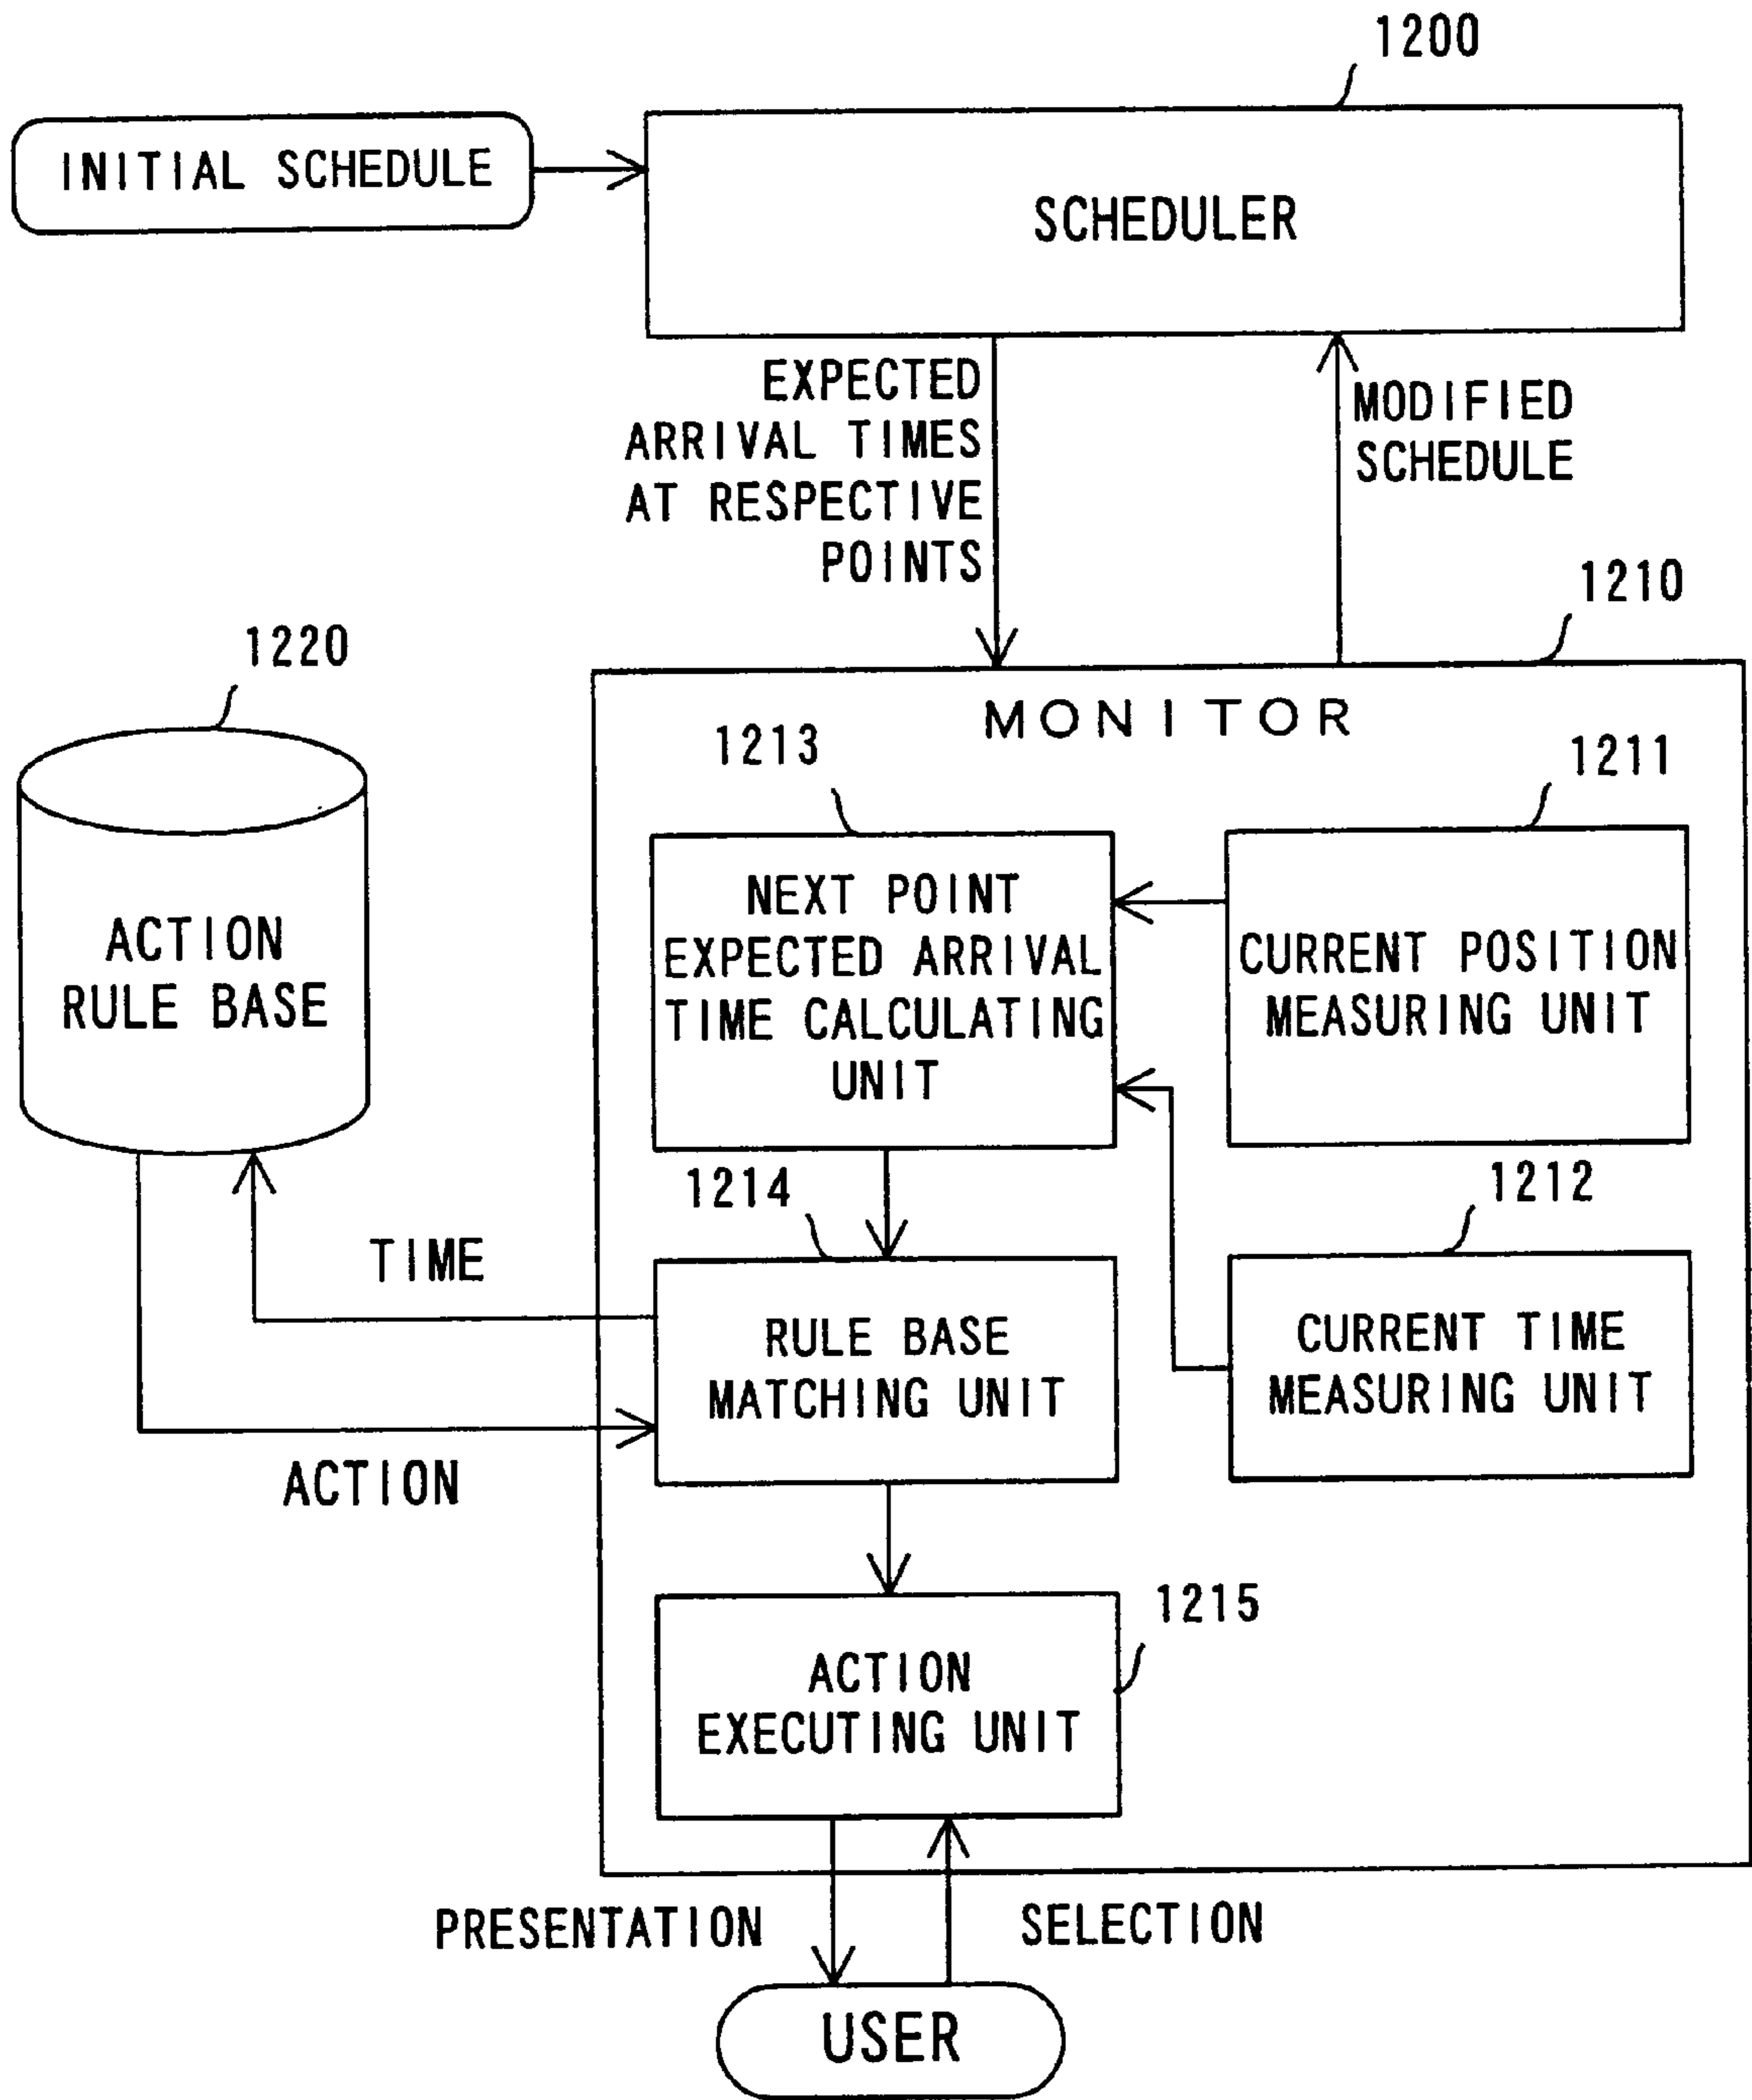 1200
INITIAL SCHEDULE
SCHEDULER
EXPECTED
ARRIVAL TIMES
AT RESPECTIVE
POINTS
MODIFIED
SCHEDULE
1210
1220
MONITOR
1213
1211
ACTION
RULE BASE
NEXT POINT
EXPECTED ARRIVAL
TIME CALCULATING
UNIT
CURRENT POSITION
MEASURING UNIT
1214
1212
TIME
RULE BASE
MATCHING UNIT
CURRENT TIME
MEASURING UNIT
ACTION
1215
ACTION
EXECUTING UNIT
PRESENTATION
SELECTION
USER